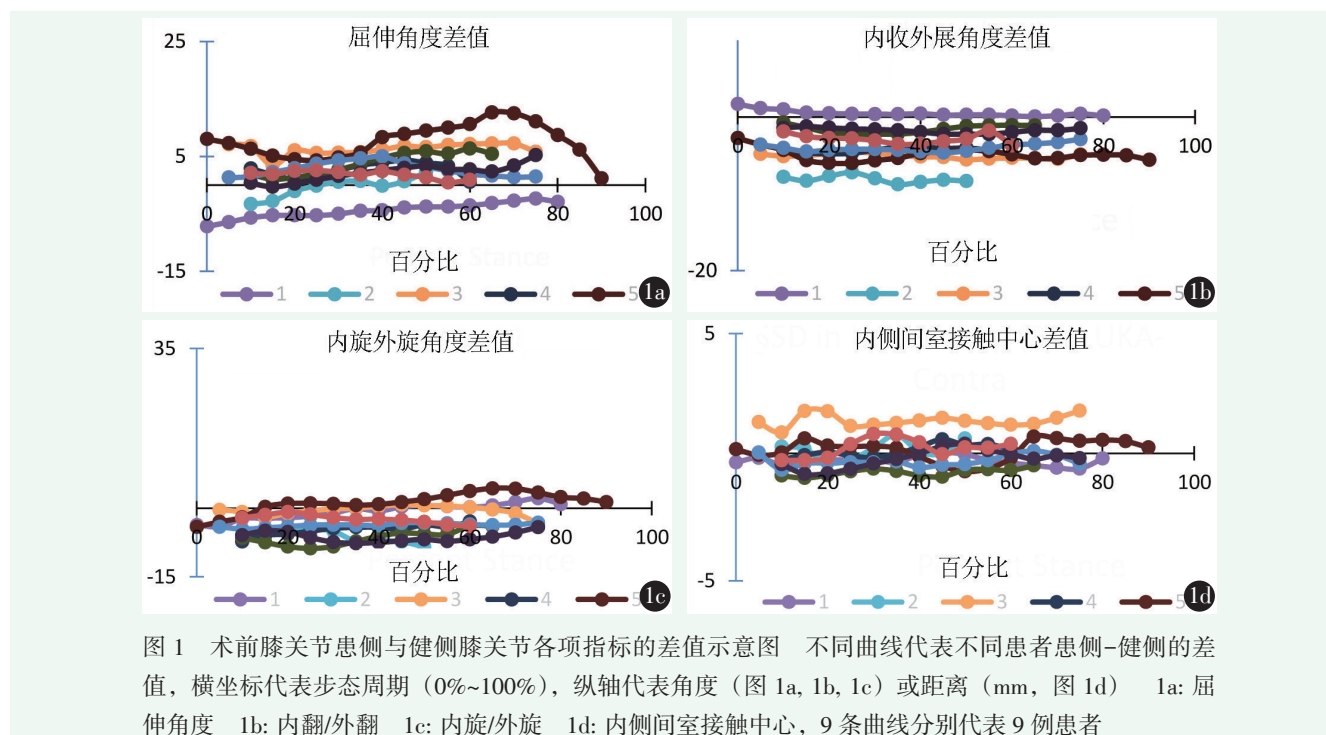 屈伸角度差值
25
5
-15
0 20 40 60 80 100
百分比
1 2 3 4 5
1a
内收外展角度差值
0 20 40 60 80 100
-20
百分比
1 2 3 4 5
1b
内旋外旋角度差值
35
-15
0 20 40 60 80 100
百分比
1 2 3 4 5
1c
内侧间室接触中心差值
5
-5
0 20 40 60 80 100
百分比
1 2 3 4 5
1d
图 1 术前膝关节患侧与健侧膝关节各项指标的差值示意图 不同曲线代表不同患者患侧-健侧的差
值，横坐标代表步态周期（0%~100%），纵轴代表角度（图 1a, 1b, 1c）或距离（mm，图 1d） 1a: 屈
伸角度 1b: 内翻/外翻 1c: 内旋/外旋 1d: 内侧间室接触中心，9 条曲线分别代表 9 例患者